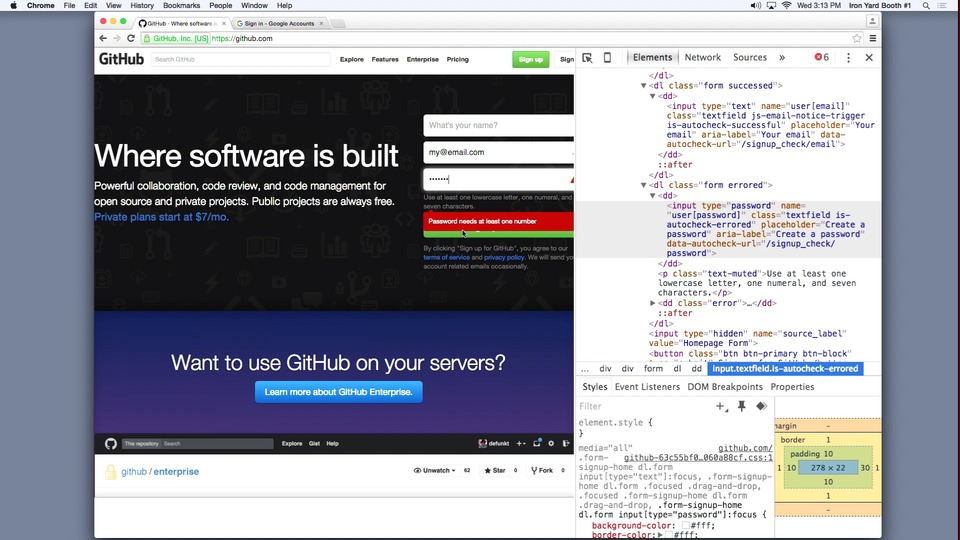 Chrome File Edit View History Bookmarks People Window Help Wed 3:13 PM Iron Yard Booth #1
GitHub · Where software is
Sign in - Google Accounts
GitHub, Inc. [US] https://github.com
GitHub Search GitHub Explore Features Enterprise Pricing Sign up Sign
What's your name?
my@email.com
•••••••
Use at least one lowercase letter, one numeral, and
seven characters.
Password needs at least one number
By clicking "Sign up for GitHub", you agree to our
terms of service and privacy policy. We will send you
account related emails occasionally.
Where software is built
Powerful collaboration, code review, and code management for
open source and private projects. Public projects are always free.
Private plans start at $7/mo.
Want to use GitHub on your servers?
Learn more about GitHub Enterprise.
This repository Search Explore Gist Help defunkt
github / enterprise Unwatch 62 Star 0 Fork 0
Elements Network Sources » 6
</dl>
▼<dl class="form successed">
▼<dd>
<input type="text" name="user[email]"
class="textfield js-email-notice-trigger
is-autocheck-successful" placeholder="Your
email" aria-label="Your email" data-
autocheck-url="/signup_check/email">
</dd>
::after
</dl>
▼<dl class="form errored">
▼<dd>
<input type="password" name=
"user[password]" class="textfield is-
autocheck-errored" placeholder="Create a
password" aria-label="Create a password"
data-autocheck-url="/signup_check/
password">
</dd>
<p class="text-muted">Use at least one
lowercase letter, one numeral, and seven
characters.</p>
▶<dd class="error">…</dd>
::after
</dl>
<input type="hidden" name="source_label"
value="Homepage Form">
<button class="btn btn-primary btn-block"
... div div form dl dd input.textfield.is-autocheck-errored
Styles Event Listeners DOM Breakpoints Properties
Filter
element.style {
}
media="all" github.com/
.form- github-63c55bf0…060a88cf.css:1
signup-home dl.form
input[type="text"]:focus, .form-signup-
home dl.form .focused .drag-and-drop,
.focused .form-signup-home dl.form
.drag-and-drop, .form-signup-home
dl.form input[type="password"]:focus {
background-color: #fff;
border-color:▶ #fff;
margin –
border 1
padding 10
1 10 278 × 22 30 1
10
1
–